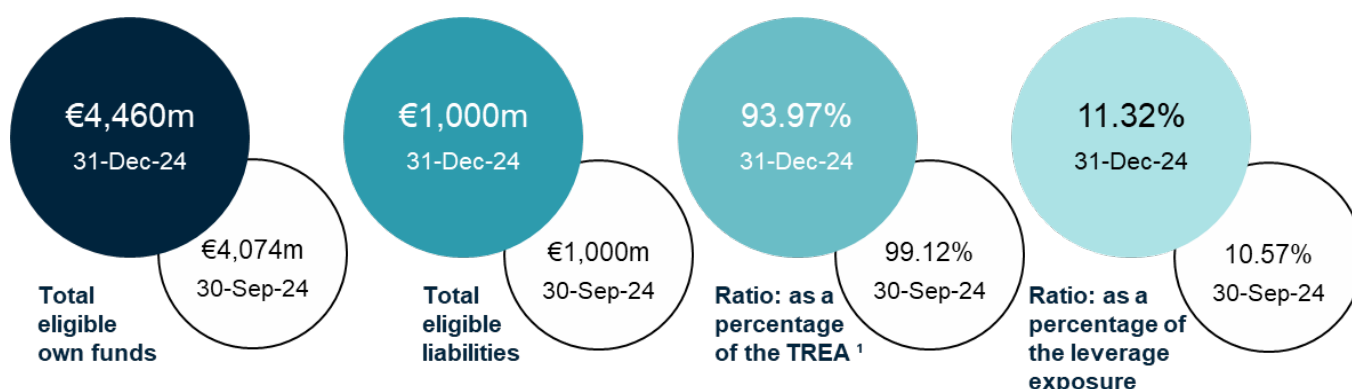 €4,460m
31-Dec-24
€4,074m
30-Sep-24
Total
eligible
own funds
€1,000m
31-Dec-24
€1,000m
30-Sep-24
Total
eligible
liabilities
93.97%
31-Dec-24
99.12%
30-Sep-24
Ratio: as a
percentage
of the TREA ¹
11.32%
31-Dec-24
10.57%
30-Sep-24
Ratio: as a
percentage of
the leverage
exposure